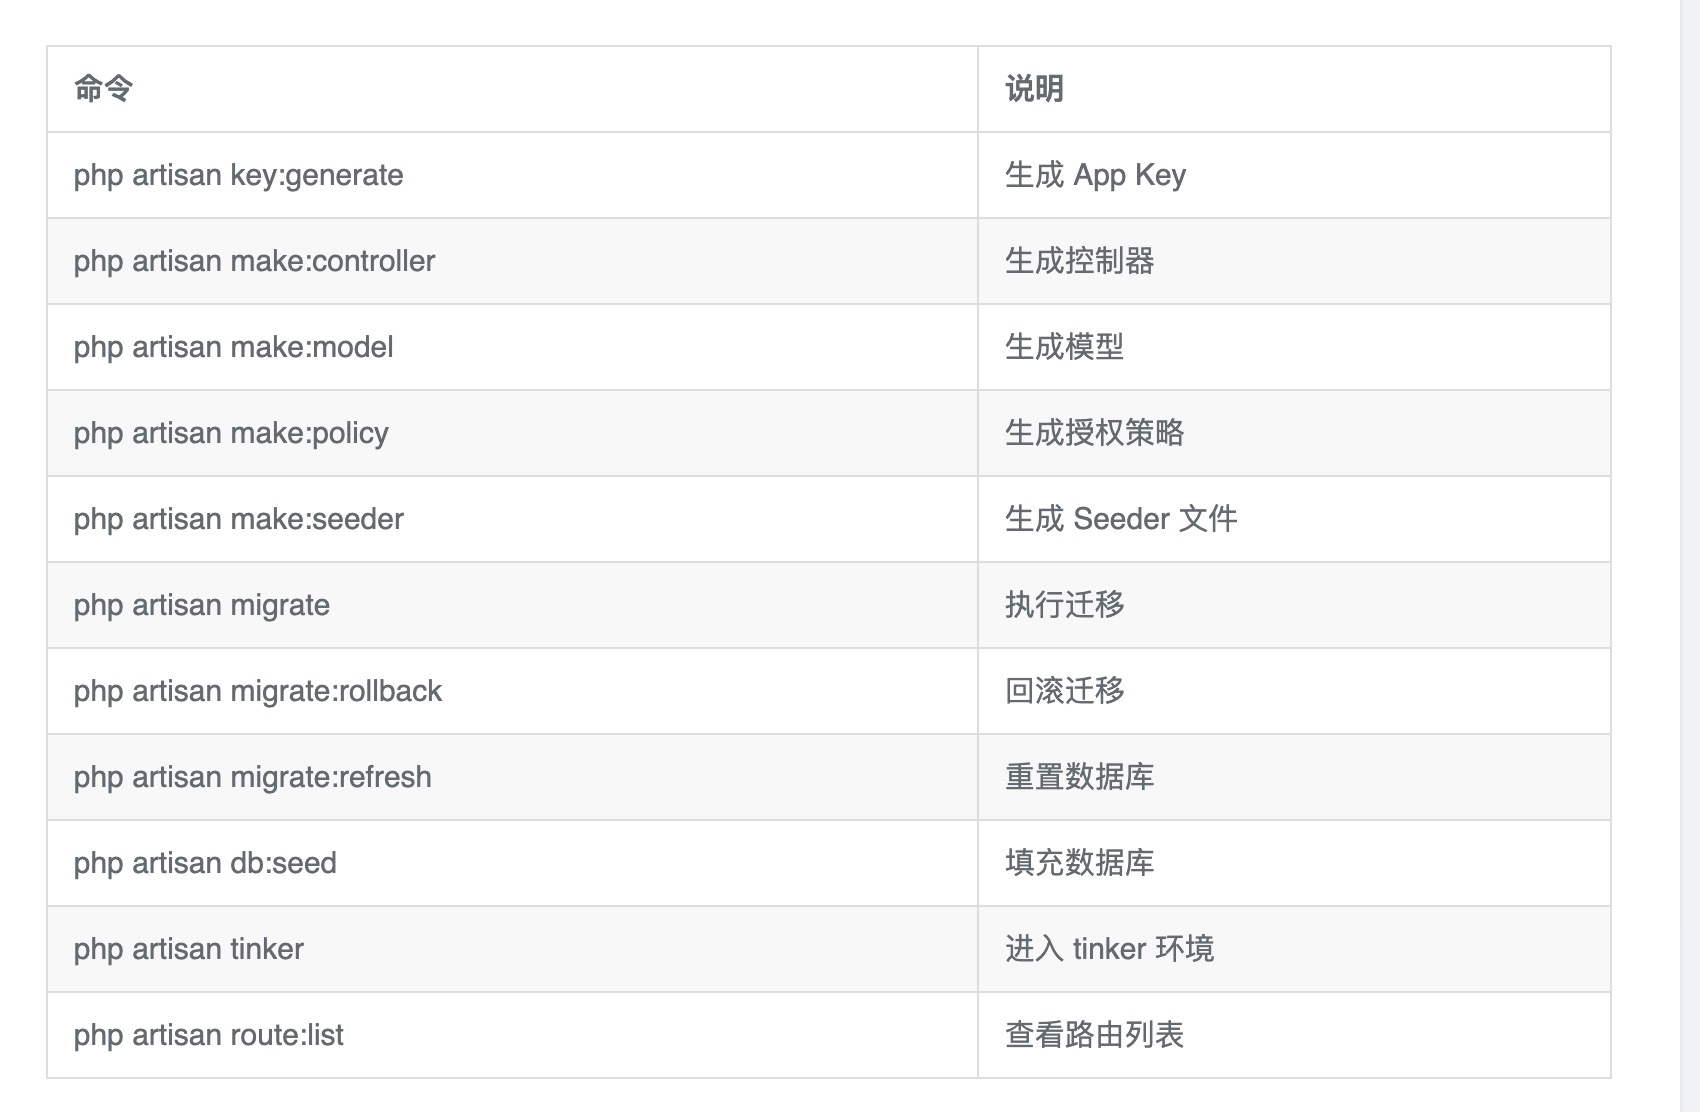 命令 说明
php artisan key:generate 生成 App Key
php artisan make:controller 生成控制器
php artisan make:model 生成模型
php artisan make:policy 生成授权策略
php artisan make:seeder 生成 Seeder 文件
php artisan migrate 执行迁移
php artisan migrate:rollback 回滚迁移
php artisan migrate:refresh 重置数据库
php artisan db:seed 填充数据库
php artisan tinker 进入 tinker 环境
php artisan route:list 查看路由列表